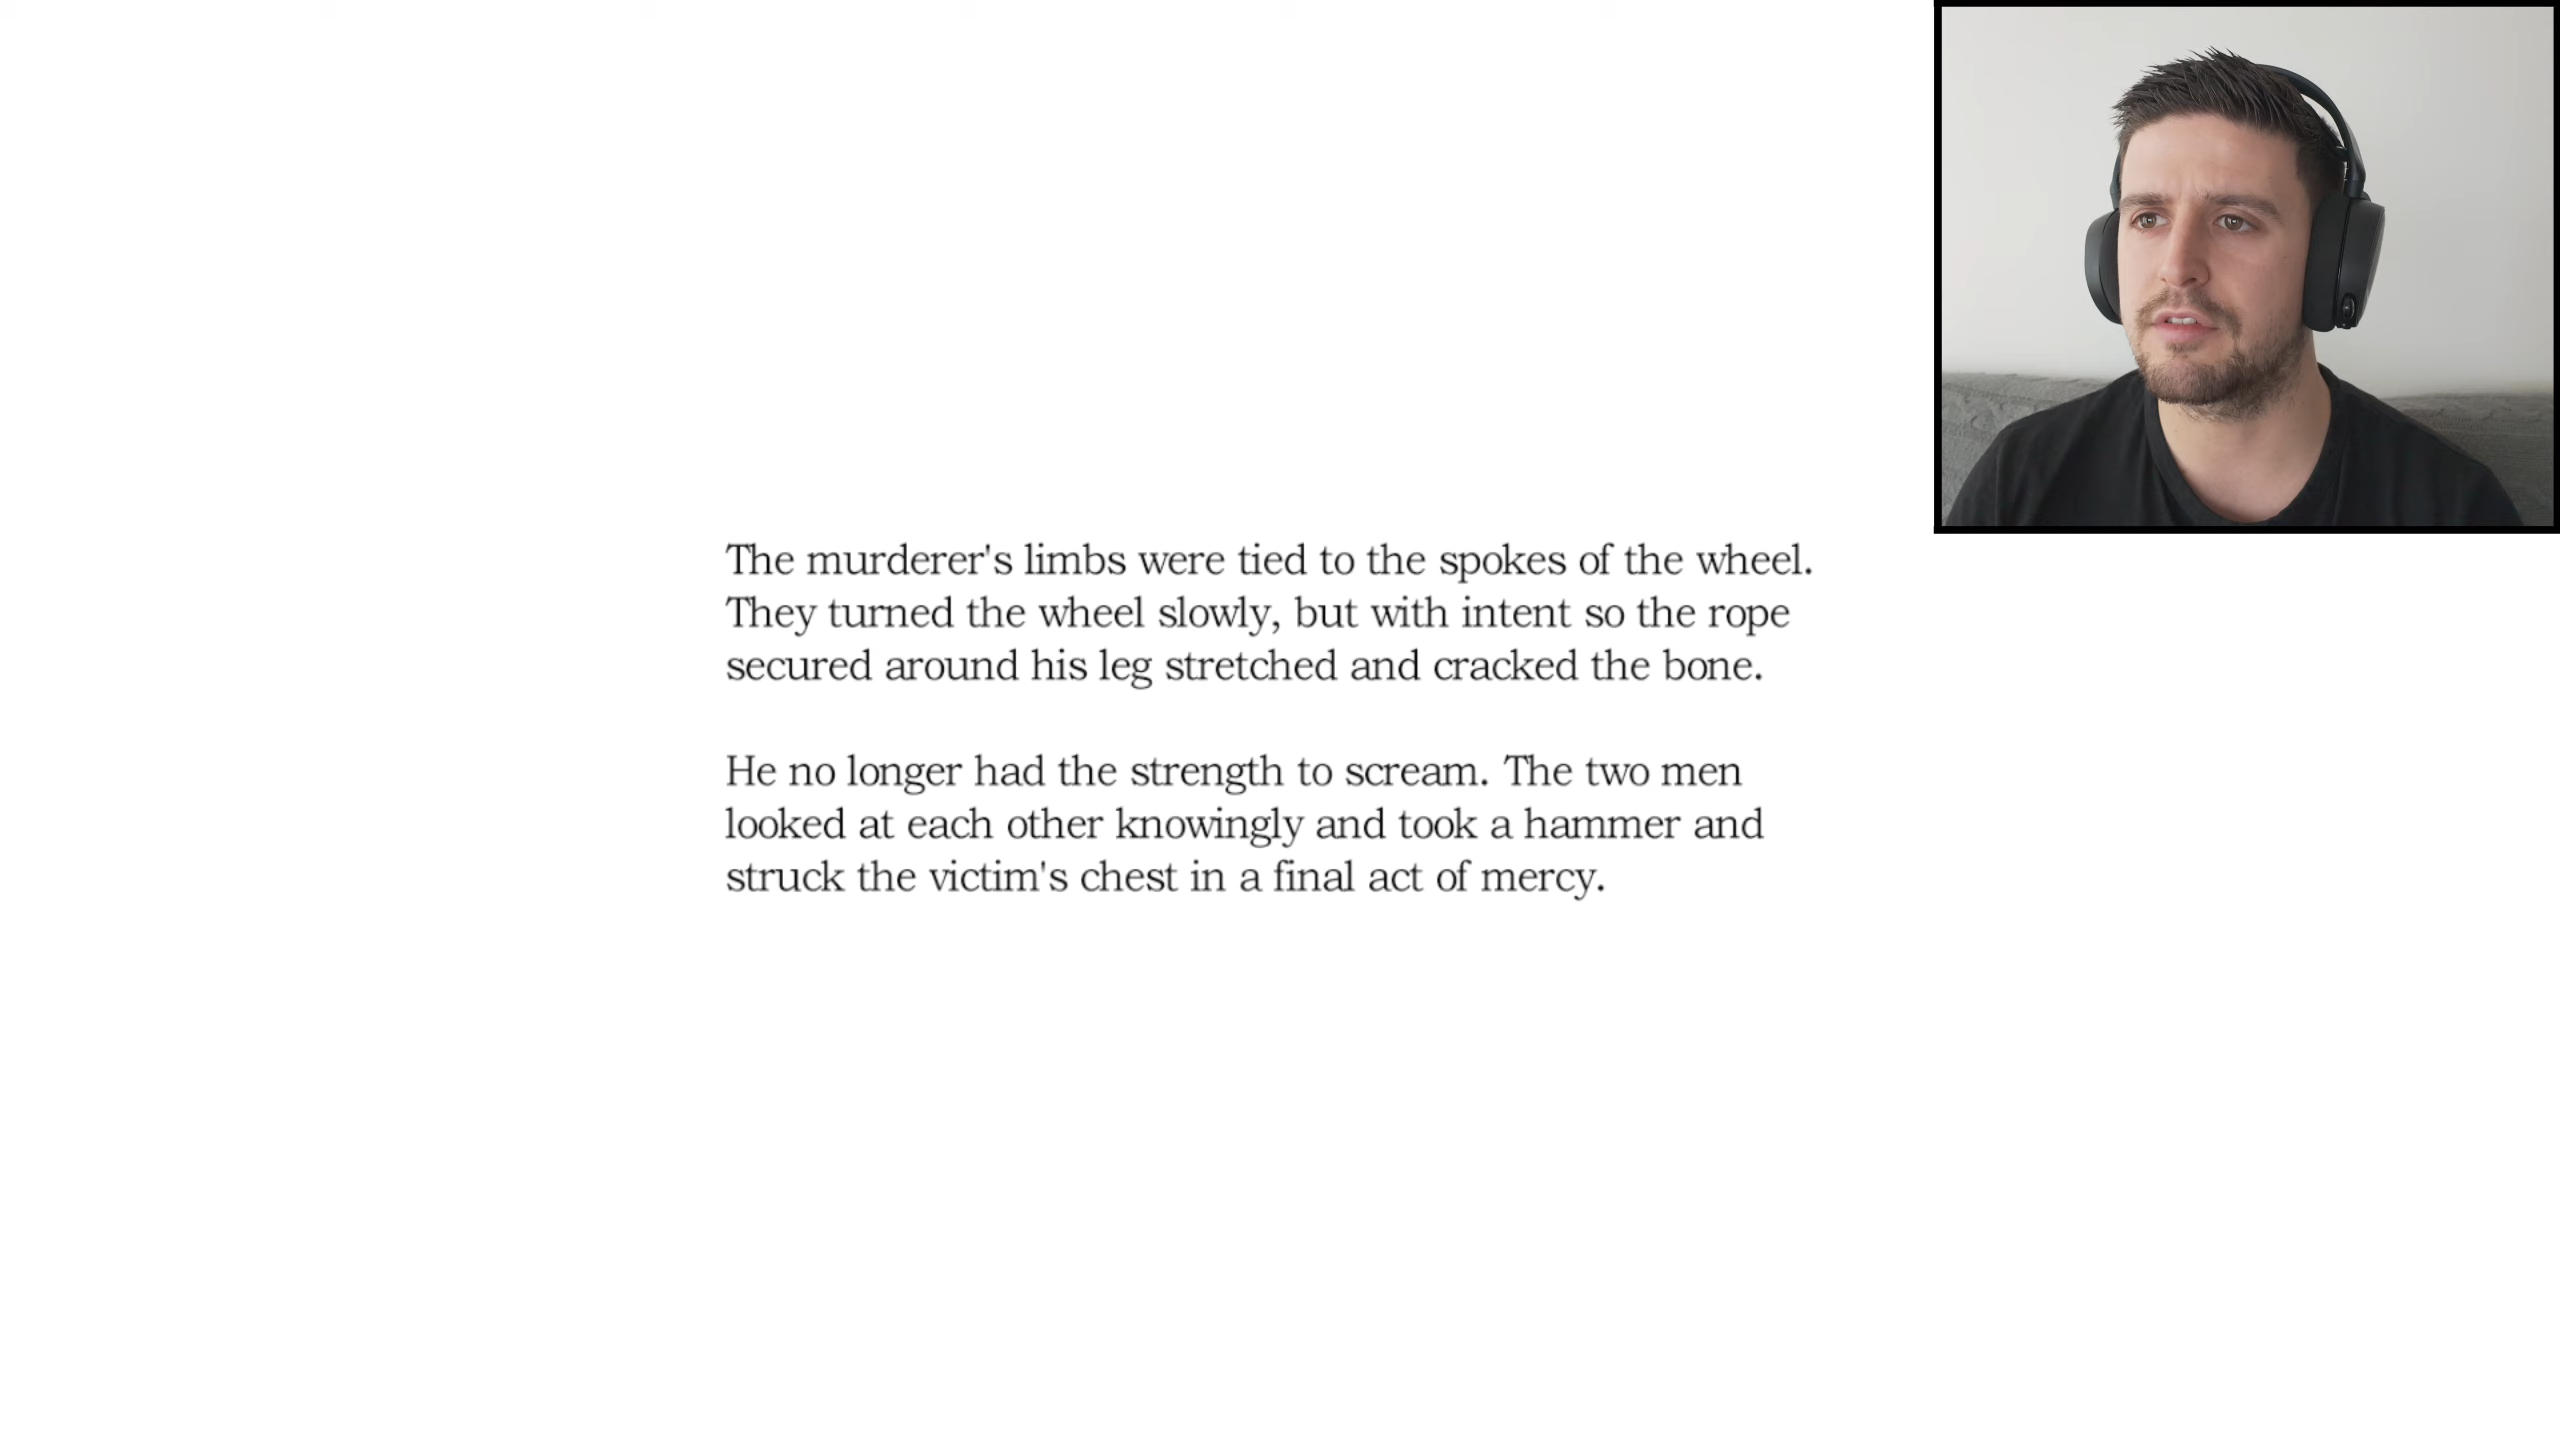 The murderer's limbs were tied to the spokes of the wheel.
They turned the wheel slowly, but with intent so the rope
secured around his leg stretched and cracked the bone.
He no longer had the strength to scream. The two men
looked at each other knowingly and took a hammer and
struck the victim's chest in a final act of mercy.